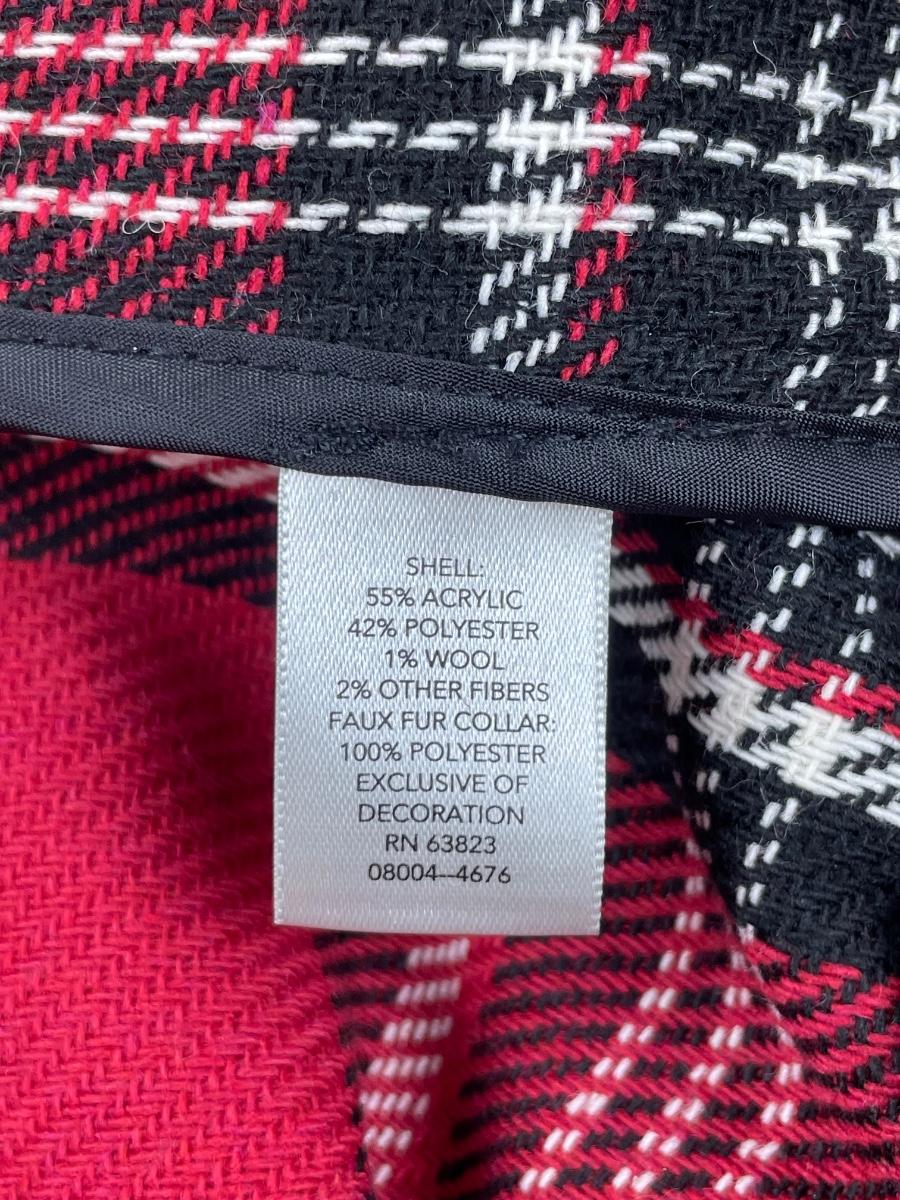 SHELL:
55% ACRYLIC
42% POLYESTER
1% WOOL
2% OTHER FIBERS
FAUX FUR COLLAR:
100% POLYESTER
EXCLUSIVE OF
DECORATION
RN 63823
08004--4676